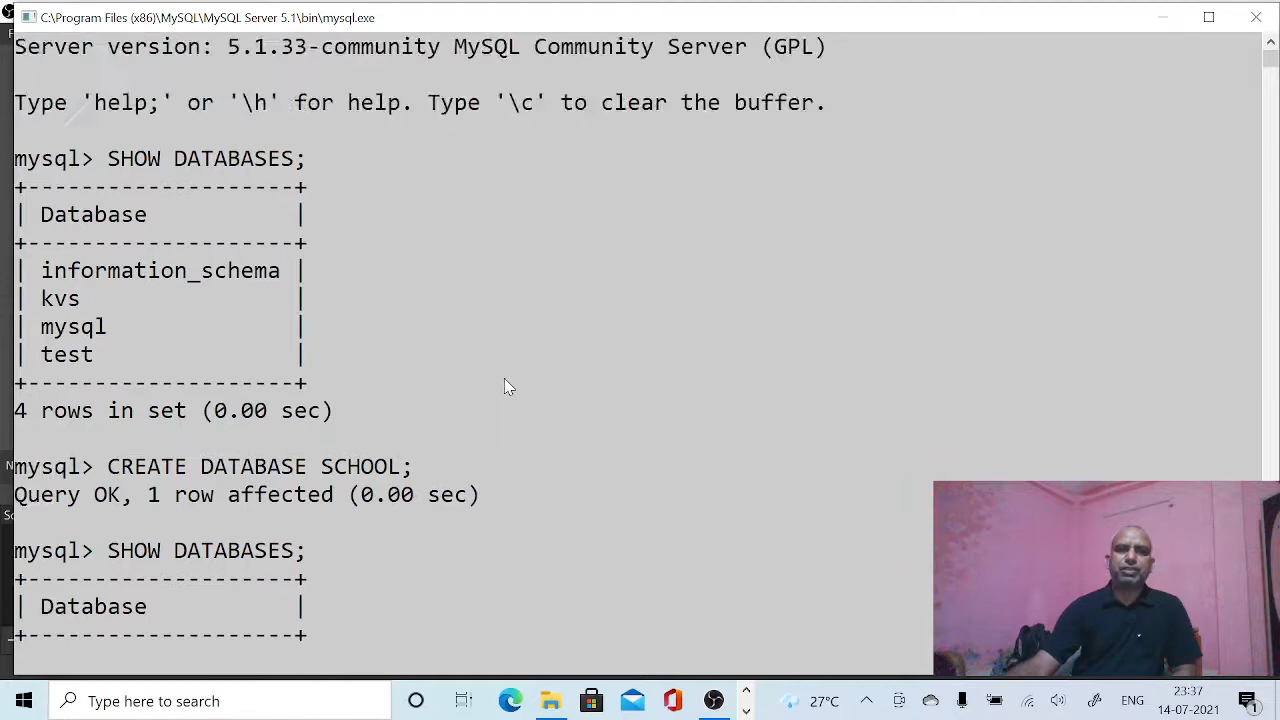 C:\Program Files (x86)\MySQL\MySQL Server 5.1\bin\mysql.exe
Server version: 5.1.33-community MySQL Community Server (GPL)
Type 'help;' or '\h' for help. Type '\c' to clear the buffer.
mysql> SHOW DATABASES;
+--------------------+
| Database           |
+--------------------+
| information_schema |
| kvs                |
| mysql              |
| test               |
+--------------------+
4 rows in set (0.00 sec)
mysql> CREATE DATABASE SCHOOL;
Query OK, 1 row affected (0.00 sec)
mysql> SHOW DATABASES;
+--------------------+
| Database           |
+--------------------+
Type here to search
27°C
ENG
23:37
14-07-2021
1